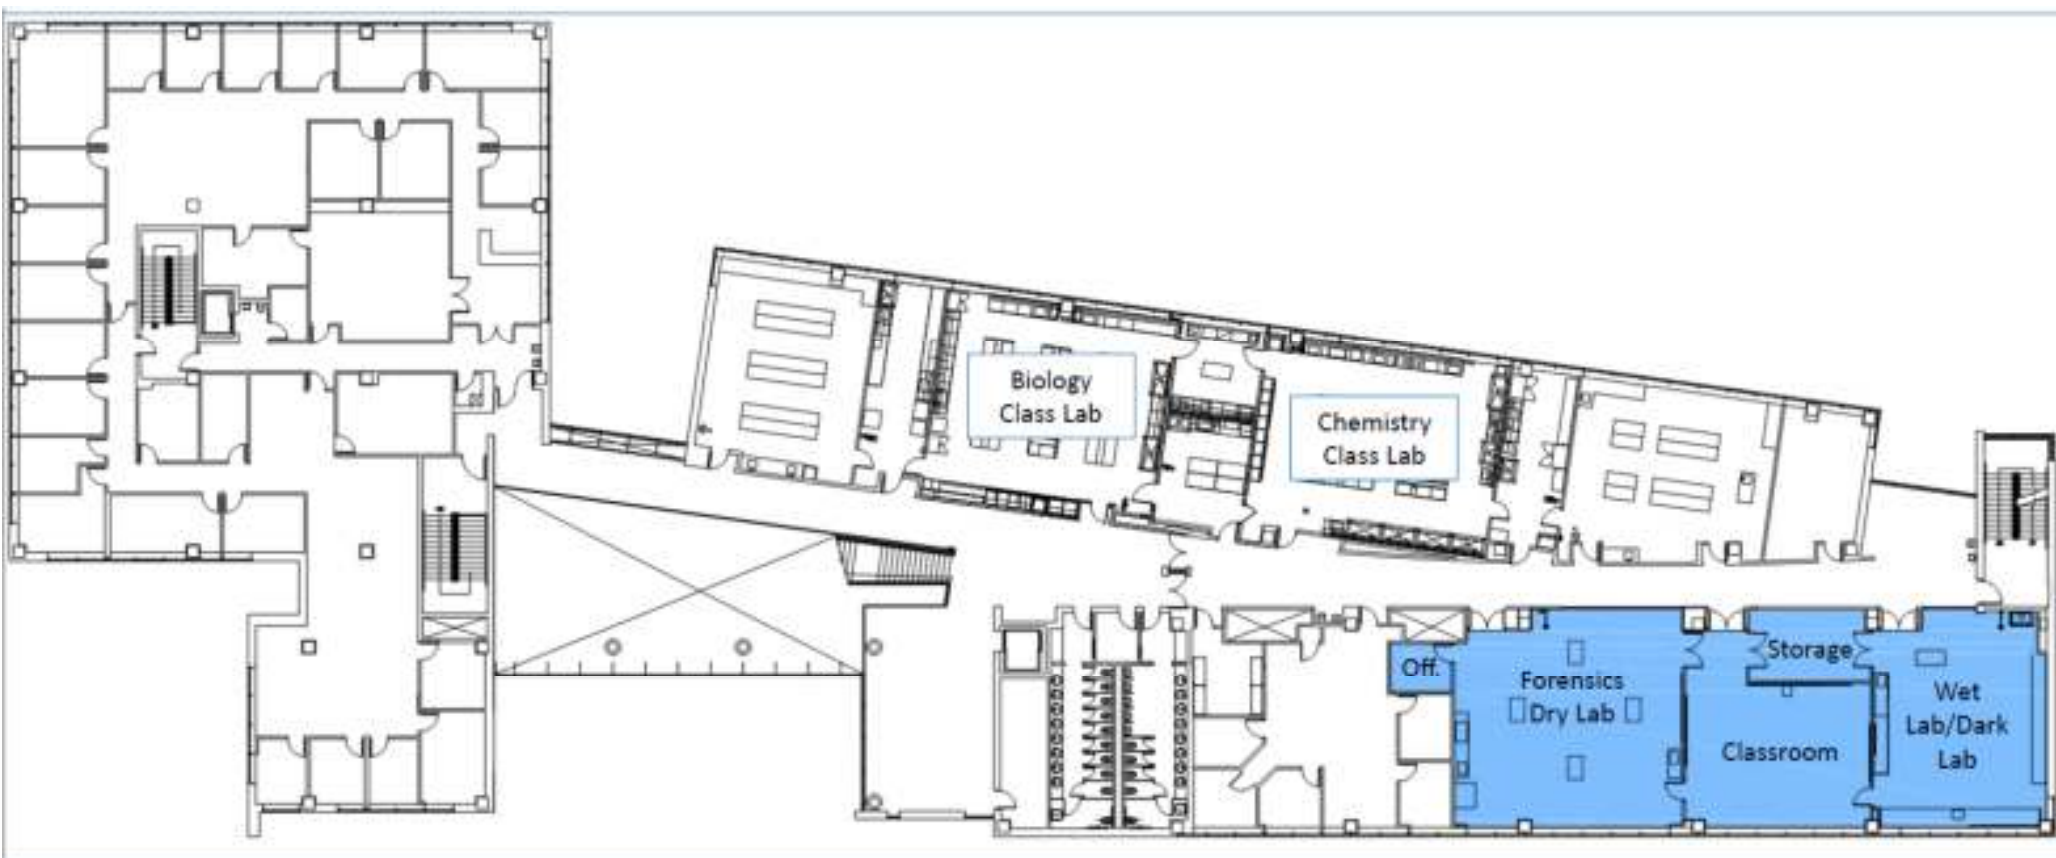 Biology
Class Lab
Chemistry
Class Lab
Off.
Forensics
Dry Lab
Storage
Classroom
Wet
Lab/Dark
Lab